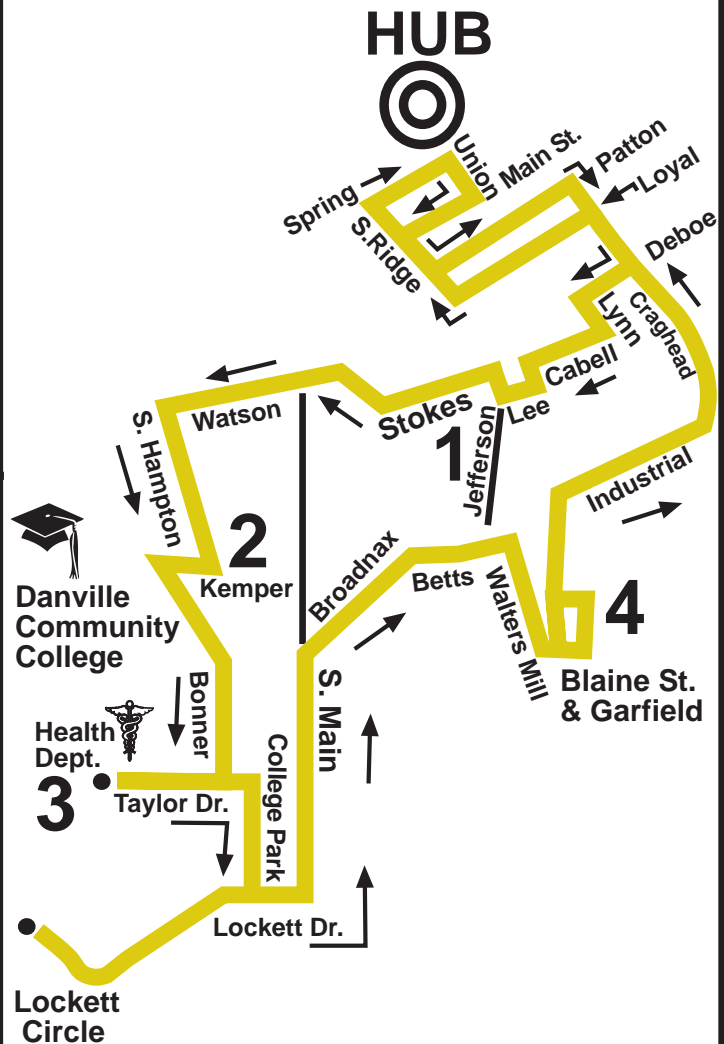 HUB
Union
Main St.
Patton
Loyal
Spring
S.Ridge
Deboe
Lynn
Craghead
Cabell
Lee
Stokes
Watson
1
Jefferson
S. Hampton
Industrial
2
Kemper
Broadnax
Betts
Walters Mill
4
Danville
Community
College
Blaine St.
& Garfield
Bonner
S. Main
Health
Dept.
3
Taylor Dr.
College Park
Lockett Dr.
Lockett
Circle